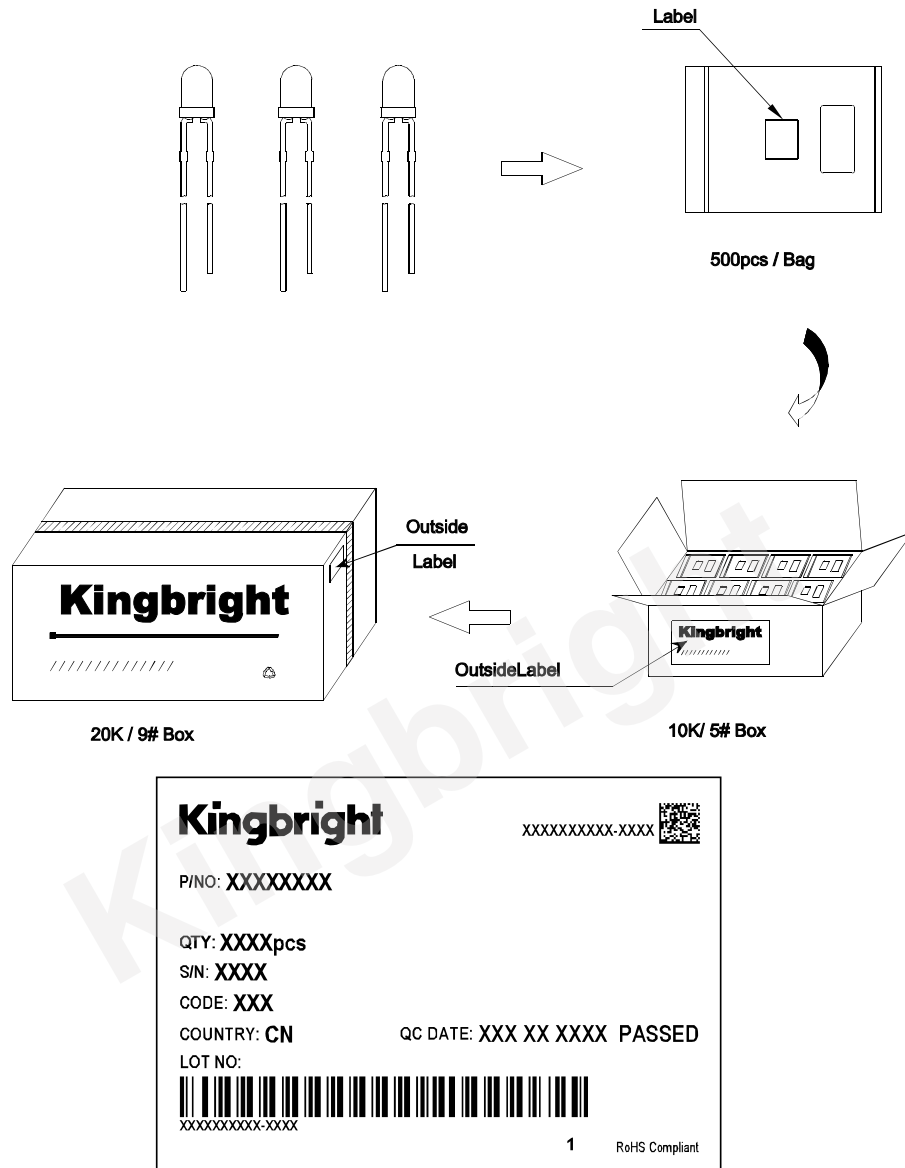 Label
500pcs / Bag
Outside
Label
Kingbright
20K / 9# Box
Kingbright
OutsideLabel
10K/ 5# Box
Kingbright
Kingbright
XXXXXXXXXX-XXXX
P/NO: XXXXXXXX
QTY: XXXXpcs
S/N: XXXX
CODE: XXX
COUNTRY: CN
QC DATE: XXX XX XXXX PASSED
LOT NO:
XXXXXXXXXX-XXXX
1
RoHS Compliant